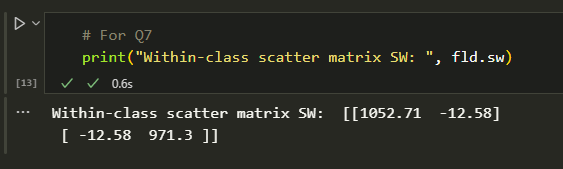 # For Q7
print("Within-class scatter matrix SW: ", fld.sw)
[13] 0.6s
... Within-class scatter matrix SW:  [[1052.71  -12.58]
 [ -12.58  971.3 ]]